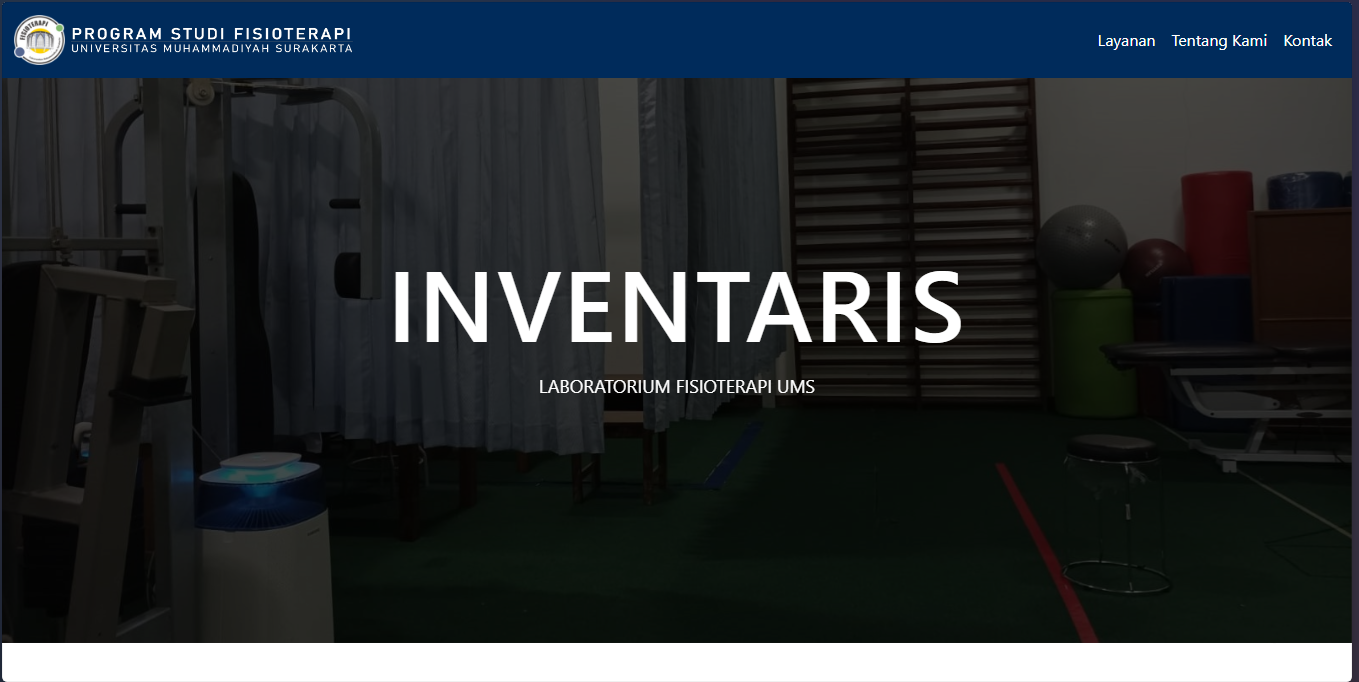 FISIOTERAPI
PROGRAM STUDI FISIOTERAPI
UNIVERSITAS MUHAMMADIYAH SURAKARTA
Layanan Tentang Kami Kontak
INVENTARIS
LABORATORIUM FISIOTERAPI UMS